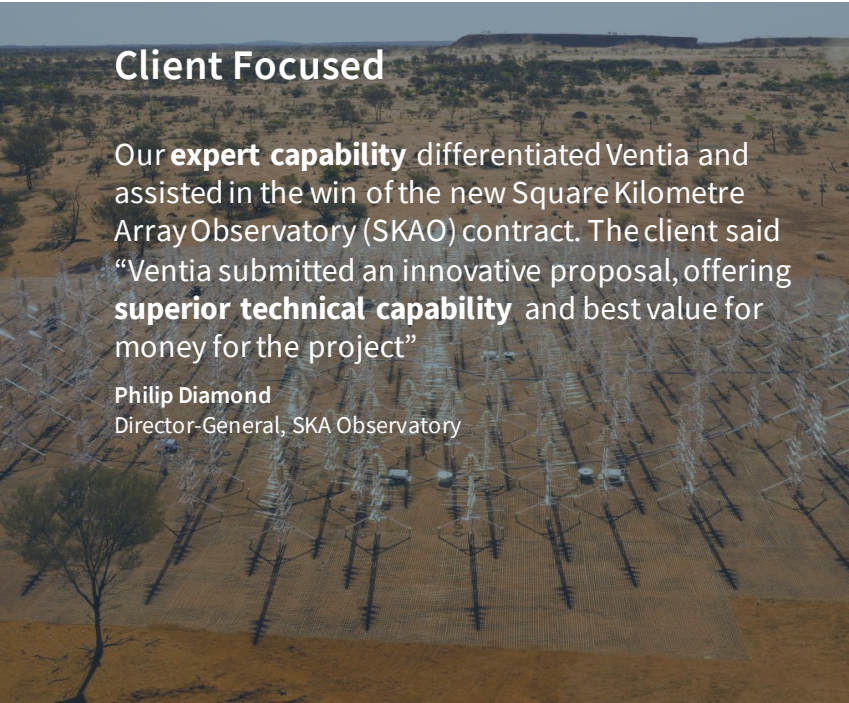 Client Focused
Our expert capability differentiated Ventia and
assisted in the win of the new Square Kilometre
Array Observatory (SKAO) contract. The client said
“Ventia submitted an innovative proposal, offering
superior technical capability and best value for
money for the project”
Philip Diamond
Director-General, SKA Observatory